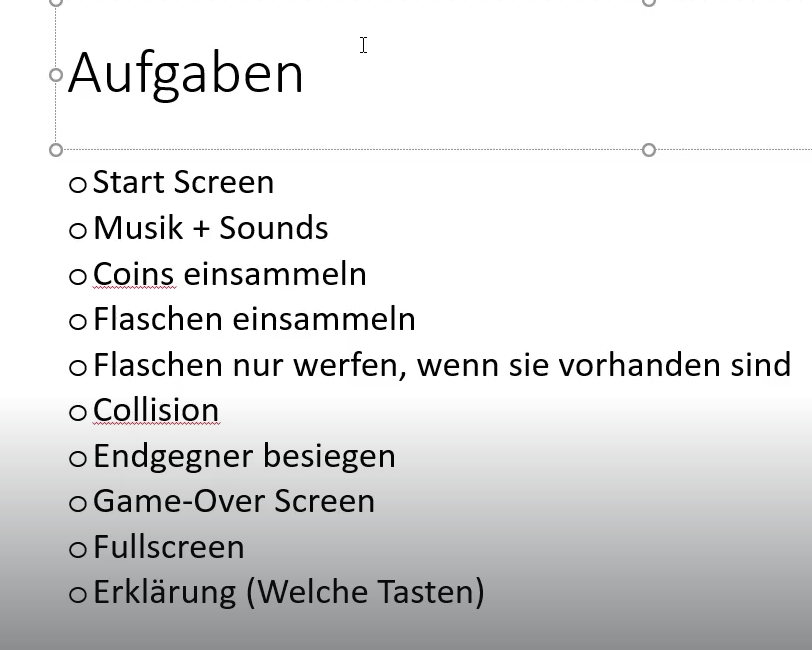 Aufgaben
Start Screen
Musik + Sounds
Coins einsammeln
Flaschen einsammeln
Flaschen nur werfen, wenn sie vorhanden sind
Collision
Endgegner besiegen
Game-Over Screen
Fullscreen
Erklärung (Welche Tasten)